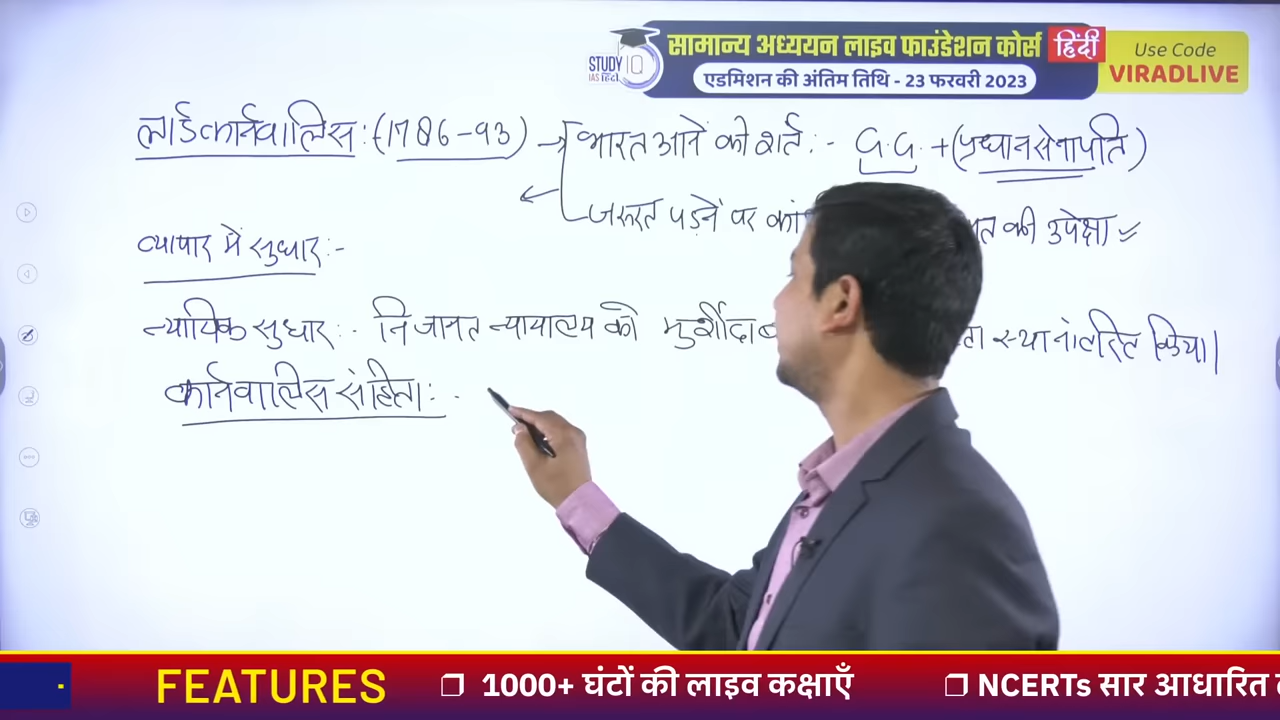 सामान्य अध्ययन लाइव फाउंडेशन कोर्स हिंदी
STUDY IQ
IAS हिंदी
एडमिशन की अंतिम तिथि - 23 फरवरी 2023
Use Code
VIRADLIVE
लार्ड कार्नवालिस : (1786-93) → भारत आने की शर्त :- G.G. + (प्रधान सेनापति)
जरुरत पड़ने पर की उपेक्षा
व्यापार में सुधार :-
न्यायिक सुधार :- निजामत न्यायालय को स्थानांतरित किया।
कार्नवालिस संहिता :-
FEATURES
1000+ घंटों की लाइव कक्षाएँ
NCERTs सार आधारित